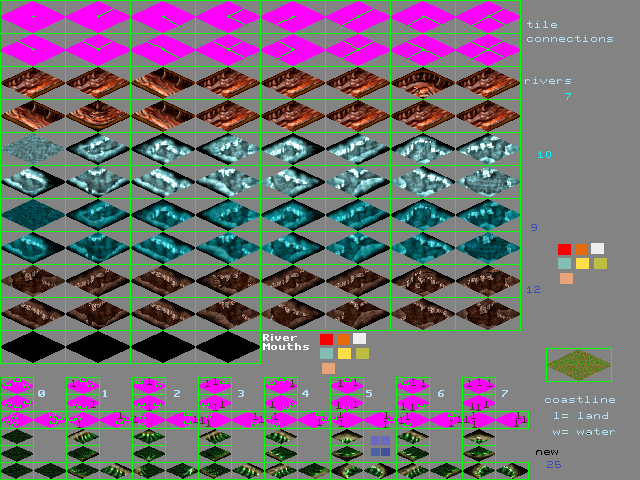 tile
connections
rivers
7
10
9
12
River
Mouths
0 1 2 3 4 5 6 7
coastline
1= land
w= water
new
25